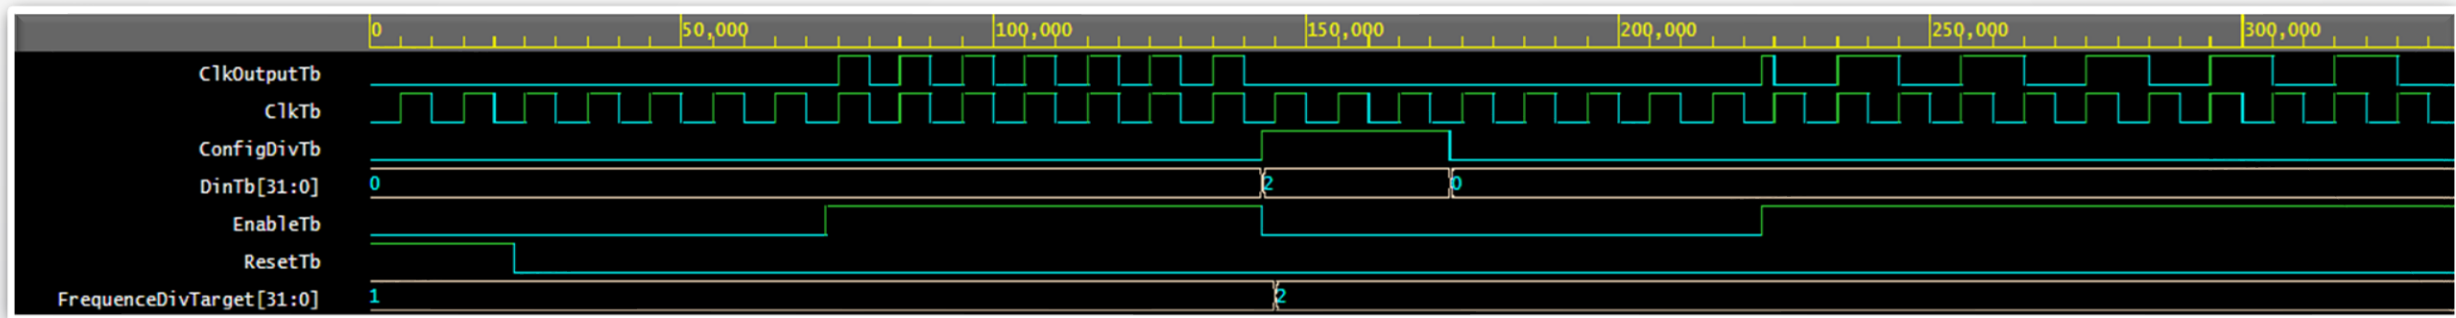 0 50,000 100,000 150,000 200,000 250,000 300,000
ClkOutputTb
ClkTb
ConfigDivTb
DinTb[31:0] 0 2 0
EnableTb
ResetTb
FrequenceDivTarget[31:0] 1 2